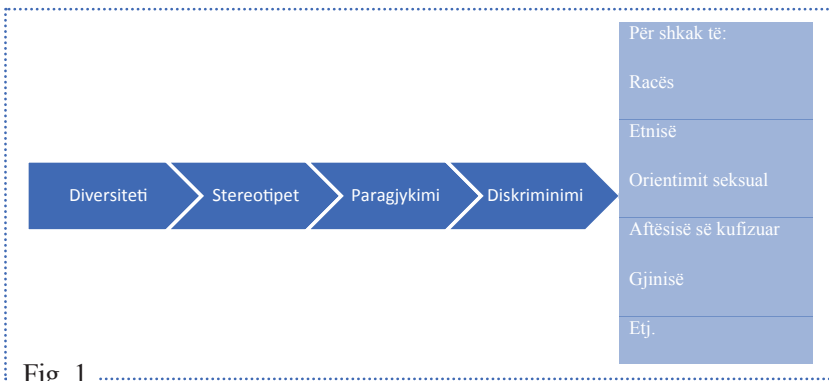 Diversiteti
Stereotipet
Paragjykimi
Diskriminimi
Për shkak të:
Racës
Etnisë
Orientimit seksual
Aftësisë së kufizuar
Gjinisë
Etj.
Fig. 1